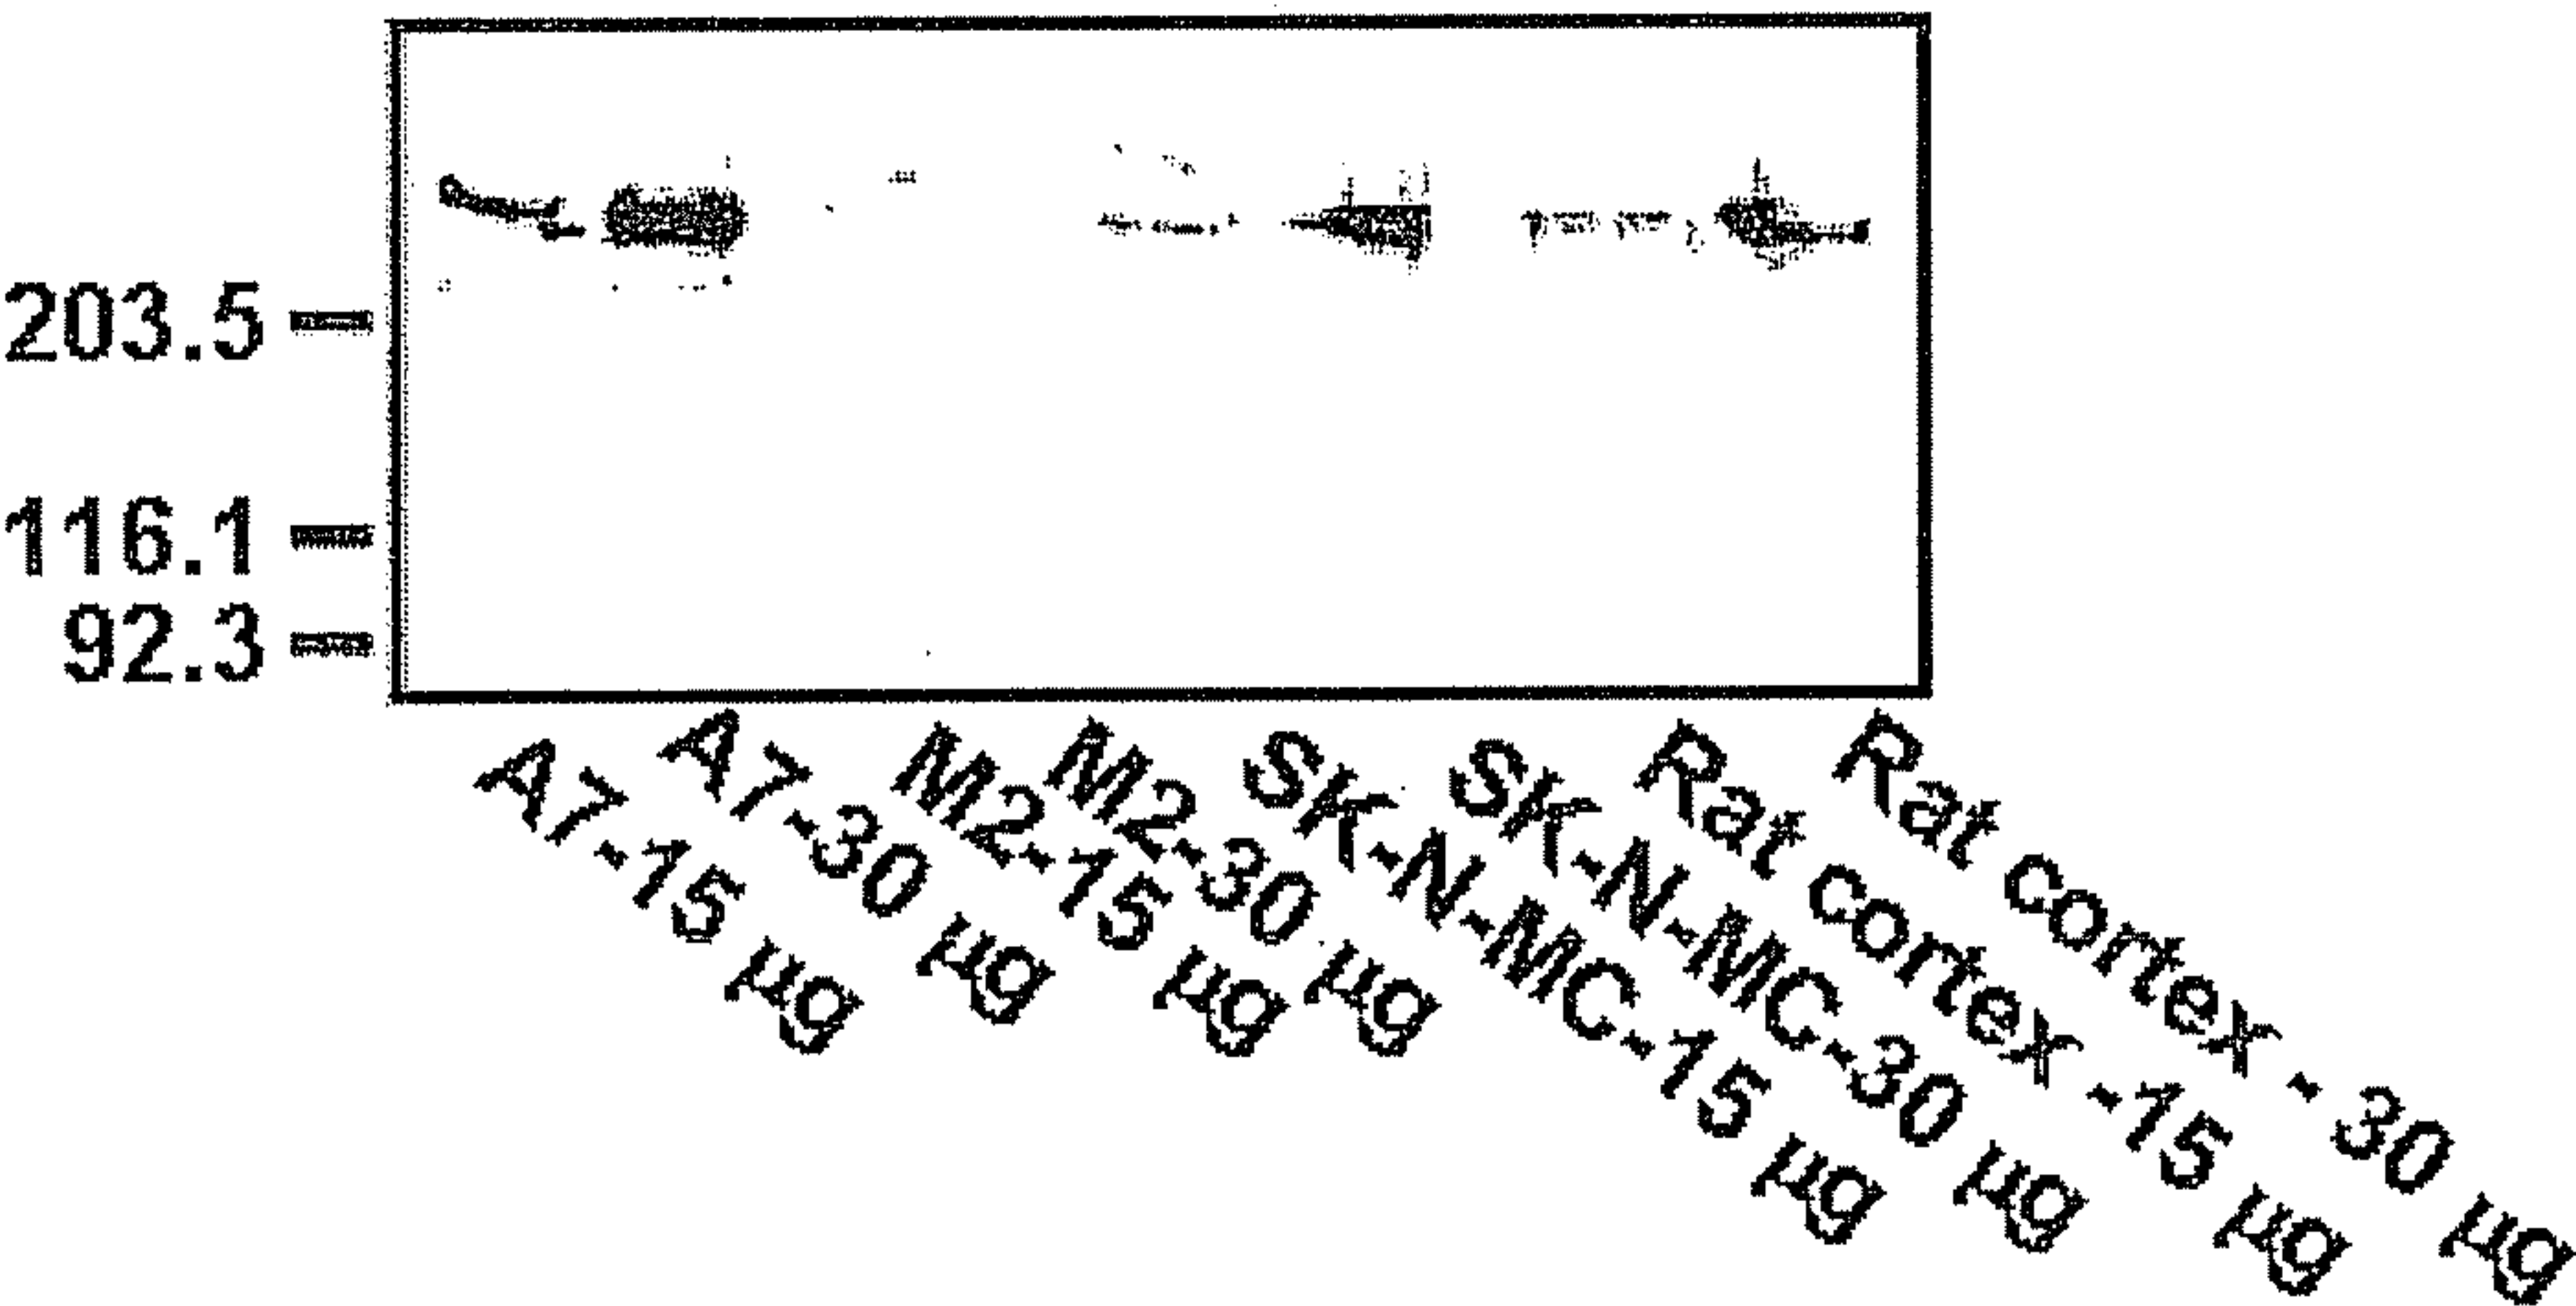 203.5
116.1
92.3
A7-15 µg
A7-30 µg
M2-15 µg
M2-30 µg
SK-N-MC-15 µg
SK-N-MC-30 µg
Rat cortex -15 µg
Rat cortex - 30 µg